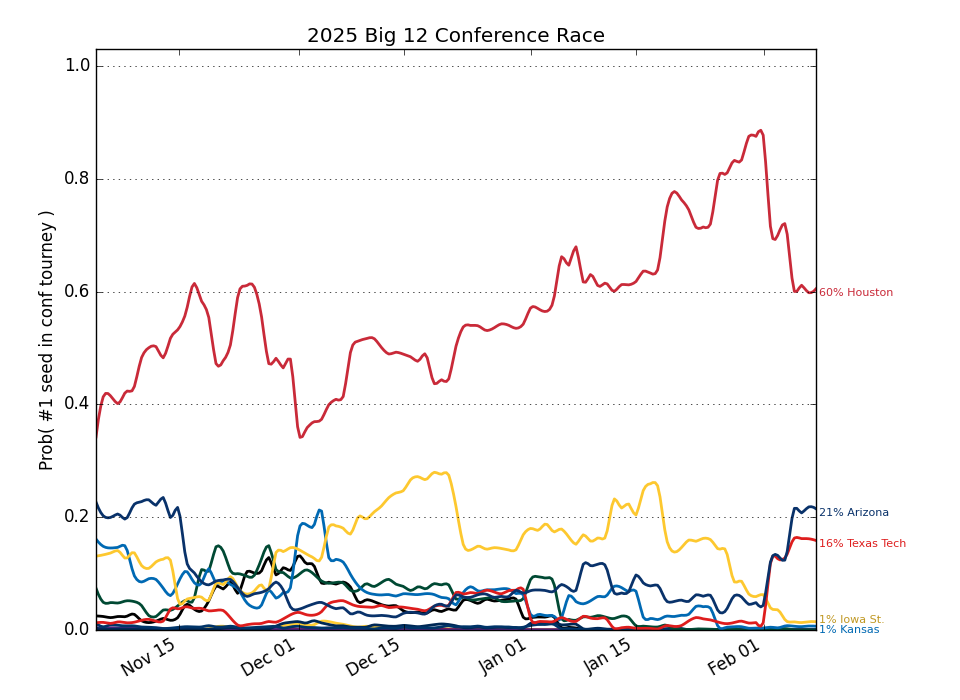 2025 Big 12 Conference Race
Prob( #1 seed in conf tourney )
1.0
0.8
0.6
0.4
0.2
0.0
Nov 15
Dec 01
Dec 15
Jan 01
Jan 15
Feb 01
60% Houston
21% Arizona
16% Texas Tech
1% Iowa St.
1% Kansas